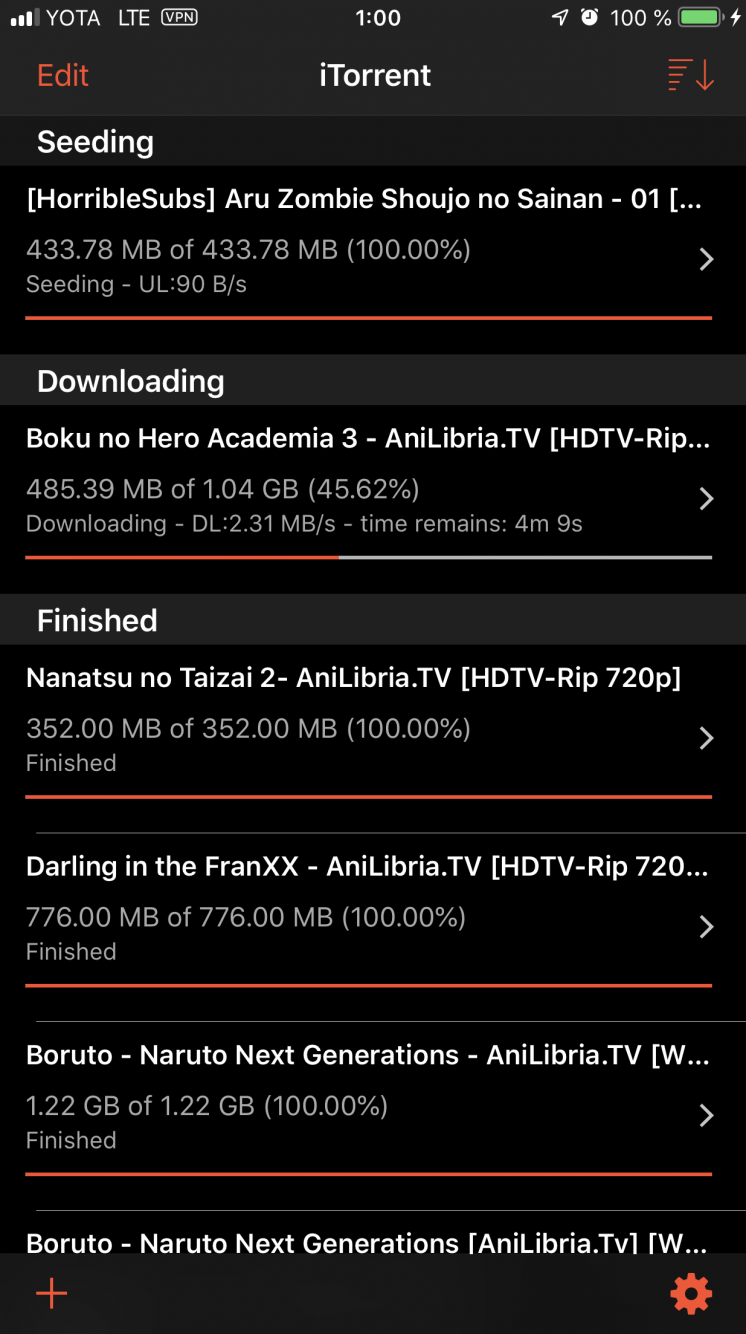 YOTA LTE VPN 1:00 100 %
Edit iTorrent
Seeding
[HorribleSubs] Aru Zombie Shoujo no Sainan - 01 [...
433.78 MB of 433.78 MB (100.00%)
Seeding - UL:90 B/s
Downloading
Boku no Hero Academia 3 - AniLibria.TV [HDTV-Rip...
485.39 MB of 1.04 GB (45.62%)
Downloading - DL:2.31 MB/s - time remains: 4m 9s
Finished
Nanatsu no Taizai 2- AniLibria.TV [HDTV-Rip 720p]
352.00 MB of 352.00 MB (100.00%)
Finished
Darling in the FranXX - AniLibria.TV [HDTV-Rip 720...
776.00 MB of 776.00 MB (100.00%)
Finished
Boruto - Naruto Next Generations - AniLibria.TV [W...
1.22 GB of 1.22 GB (100.00%)
Finished
Boruto - Naruto Next Generations [AniLibria.Tv] [W...